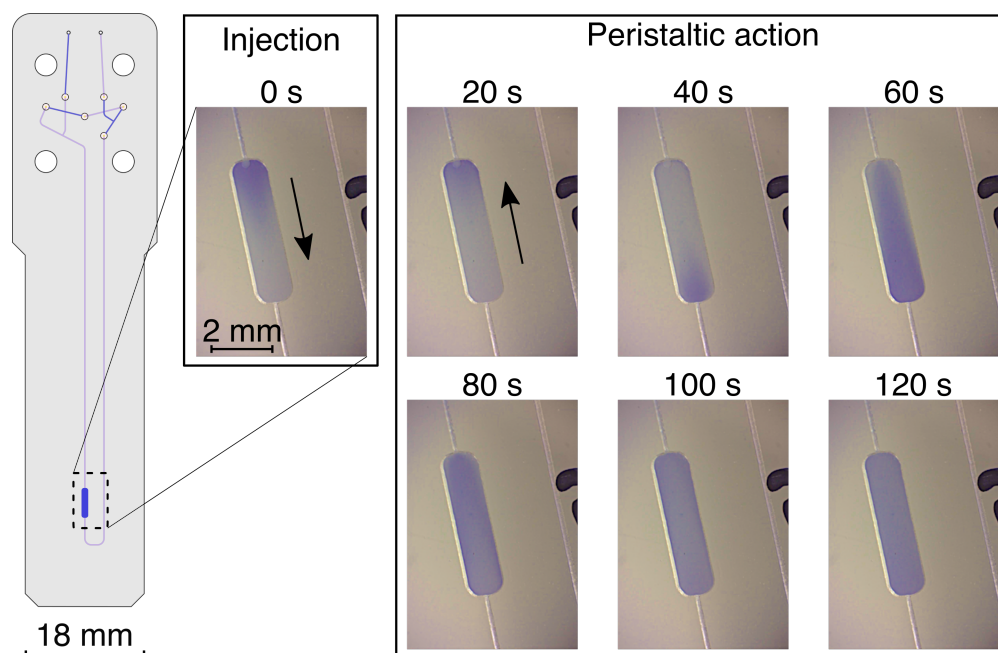 Injection
0 s
2 mm
18 mm
Peristaltic action
20 s
40 s
60 s
80 s
100 s
120 s